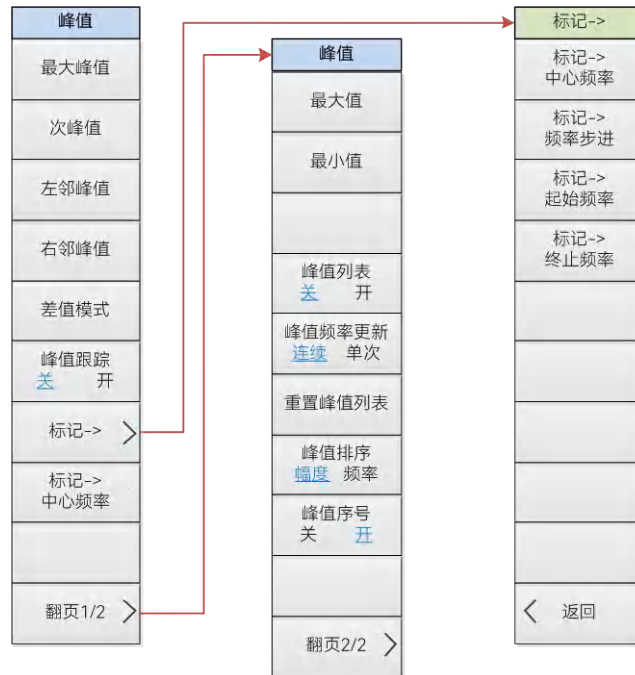 峰值
最大峰值
次峰值
左邻峰值
右邻峰值
差值模式
峰值跟踪
关 开
标记->
标记->
中心频率
翻页1/2
峰值
最大值
最小值
峰值列表
关 开
峰值频率更新
连续 单次
重置峰值列表
峰值排序
幅度 频率
峰值序号
关 开
翻页2/2
标记->
标记->
中心频率
标记->
频率步进
标记->
起始频率
标记->
终止频率
返回